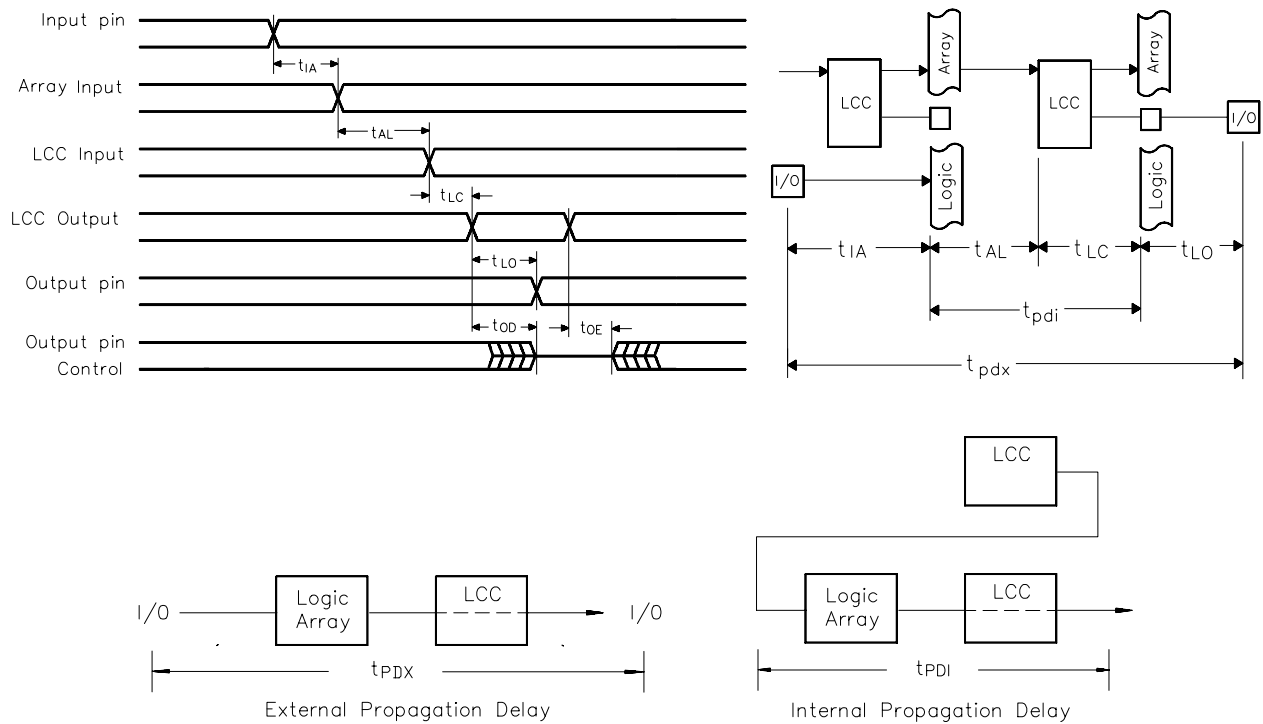 Input pin
tIA
Array Input
tAL
LCC Input
tLC
LCC Output
tLO
Output pin
tOD
tOE
Output pin
Control
LCC
Array
LCC
Array
I/O
I/O
Logic
Logic
tIA
tAL
tLC
tLO
tpdi
tpdx
I/O
Logic
Array
LCC
I/O
tPDX
External Propagation Delay
LCC
Logic
Array
LCC
tPDI
Internal Propagation Delay